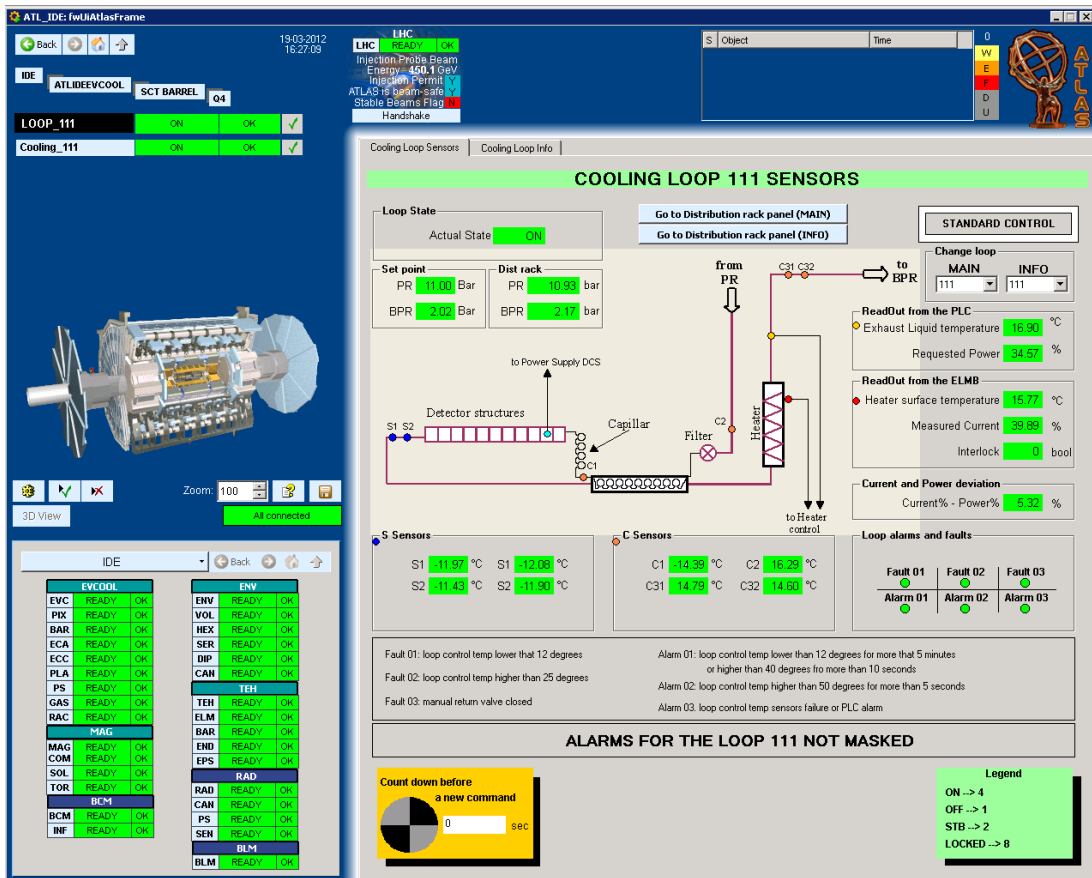 ATL_IDE: fwUiAtlasFrame
Back
19-03-2012
16:27:09
IDE
ATLIDEEVCOOL
SCT BARREL
Q4
LOOP_111 ON OK
Cooling_111 ON OK
LHC
LHC READY OK
Injection Probe Beam
Energy 450.1 GeV
Injection Permit Y
ATLAS is beam-safe Y
Stable Beams Flag N
Handshake
S Object Time
0
W
E
F
D
U
ATLAS
Zoom: 100
3D View
All connected
IDE
Back
EVCOOL
EVC READY OK
PIX READY OK
BAR READY OK
ECA READY OK
ECC READY OK
PLA READY OK
PS READY OK
GAS READY OK
RAC READY OK
MAG
MAG READY OK
COM READY OK
SOL READY OK
TOR READY OK
BCM
BCM READY OK
INF READY OK
ENV
ENV READY OK
VOL READY OK
HEX READY OK
SER READY OK
DIP READY OK
CAN READY OK
TEH
TEH READY OK
ELM READY OK
BAR READY OK
END READY OK
EPS READY OK
RAD
RAD READY OK
CAN READY OK
PS READY OK
SEN READY OK
BLM
BLM READY OK
Cooling Loop Sensors Cooling Loop Info
COOLING LOOP 111 SENSORS
Loop State
Actual State ON
Go to Distribution rack panel (MAIN)
Go to Distribution rack panel (INFO)
STANDARD CONTROL
Change loop
MAIN INFO
111 111
Set point
PR 11.00 Bar
BPR 2.02 Bar
Dist rack
PR 10.93 bar
BPR 2.17 bar
from
PR
C31 C32
to
BPR
ReadOut from the PLC
Exhaust Liquid temperature 16.90 °C
Requested Power 34.57 %
ReadOut from the ELMB
Heater surface temperature 15.77 °C
Measured Current 39.89 %
Interlock 0 bool
Current and Power deviation
Current% - Power% 5.32 %
to Power Supply DCS
Detector structures
S1 S2
Capillar
C1
Filter
C2
Heater
to Heater
control
S Sensors
S1 -11.97 °C S1 -12.08 °C
S2 -11.43 °C S2 -11.90 °C
C Sensors
C1 -14.39 °C C2 16.29 °C
C31 14.79 °C C32 14.60 °C
Loop alarms and faults
Fault 01 Fault 02 Fault 03
Alarm 01 Alarm 02 Alarm 03
Fault 01: loop control temp lower that 12 degrees
Fault 02: loop control temp higher than 25 degrees
Fault 03: manual return valve closed
Alarm 01: loop control temp lower than 12 degrees for more that 5 minutes
or higher than 40 degrees fro more than 10 seconds
Alarm 02: loop control temp higher than 50 degrees for more than 5 seconds
Alarm 03. loop control temp sensors failure or PLC alarm
ALARMS FOR THE LOOP 111 NOT MASKED
Count down before
a new command
0 sec
Legend
ON --> 4
OFF --> 1
STB --> 2
LOCKED --> 8